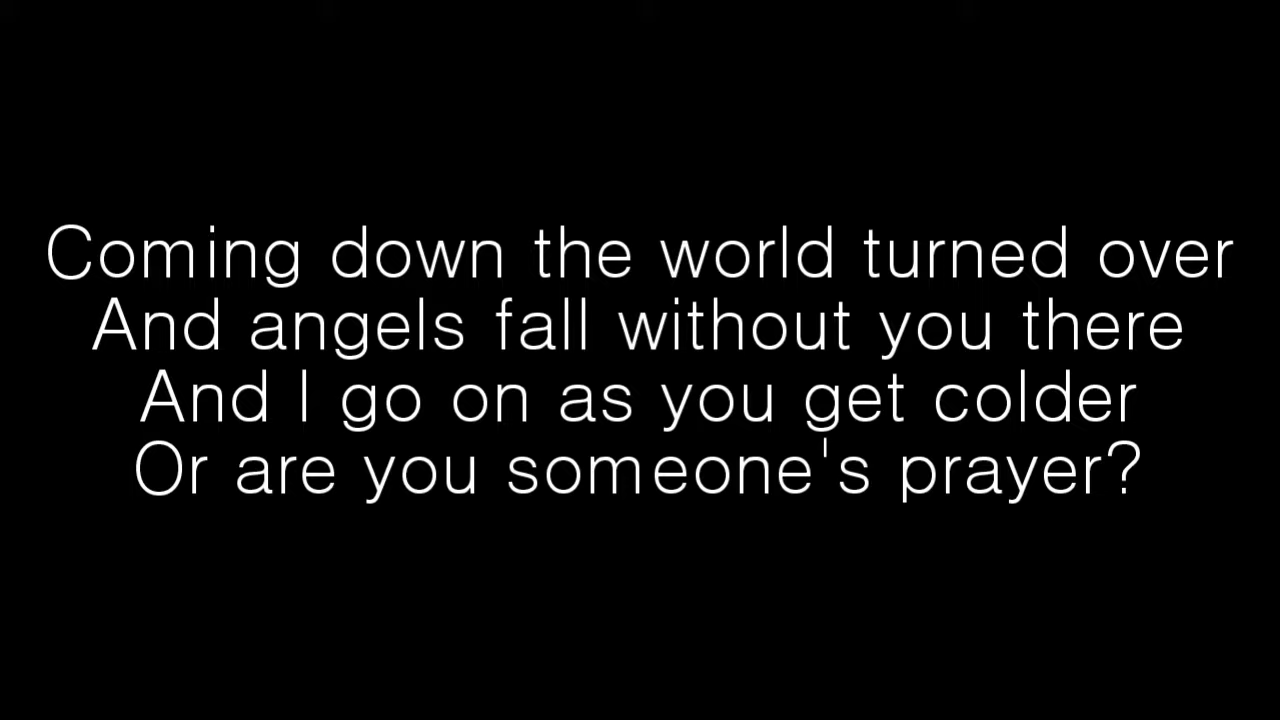 Coming down the world turned over
And angels fall without you there
And I go on as you get colder
Or are you someone's prayer?